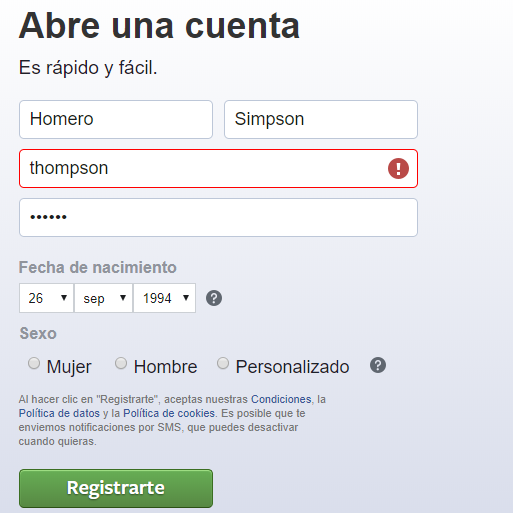 Abre una cuenta
Es rápido y fácil.
Homero Simpson
thompson
••••••
Fecha de nacimiento
26 sep 1994
Sexo
Mujer Hombre Personalizado
Al hacer clic en "Registrarte", aceptas nuestras Condiciones, la
Política de datos y la Política de cookies. Es posible que te
enviemos notificaciones por SMS, que puedes desactivar
cuando quieras.
Registrarte